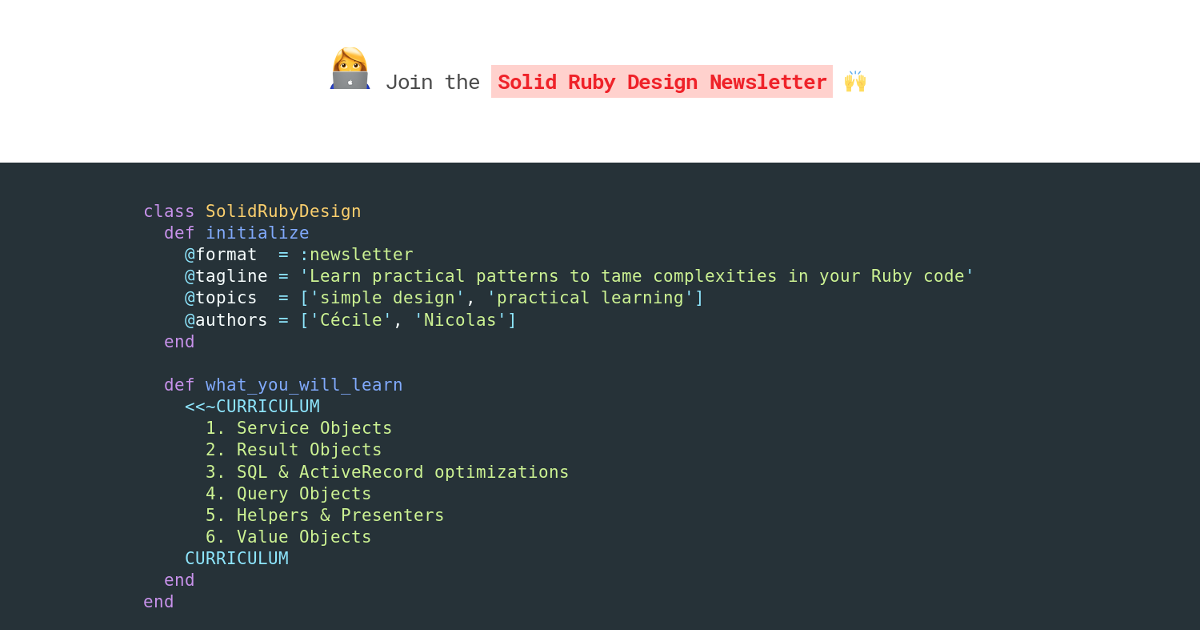 Join the Solid Ruby Design Newsletter
class SolidRubyDesign
  def initialize
    @format  = :newsletter
    @tagline = 'Learn practical patterns to tame complexities in your Ruby code'
    @topics  = ['simple design', 'practical learning']
    @authors = ['Cécile', 'Nicolas']
  end

  def what_you_will_learn
    <<~CURRICULUM
      1. Service Objects
      2. Result Objects
      3. SQL & ActiveRecord optimizations
      4. Query Objects
      5. Helpers & Presenters
      6. Value Objects
    CURRICULUM
  end
end